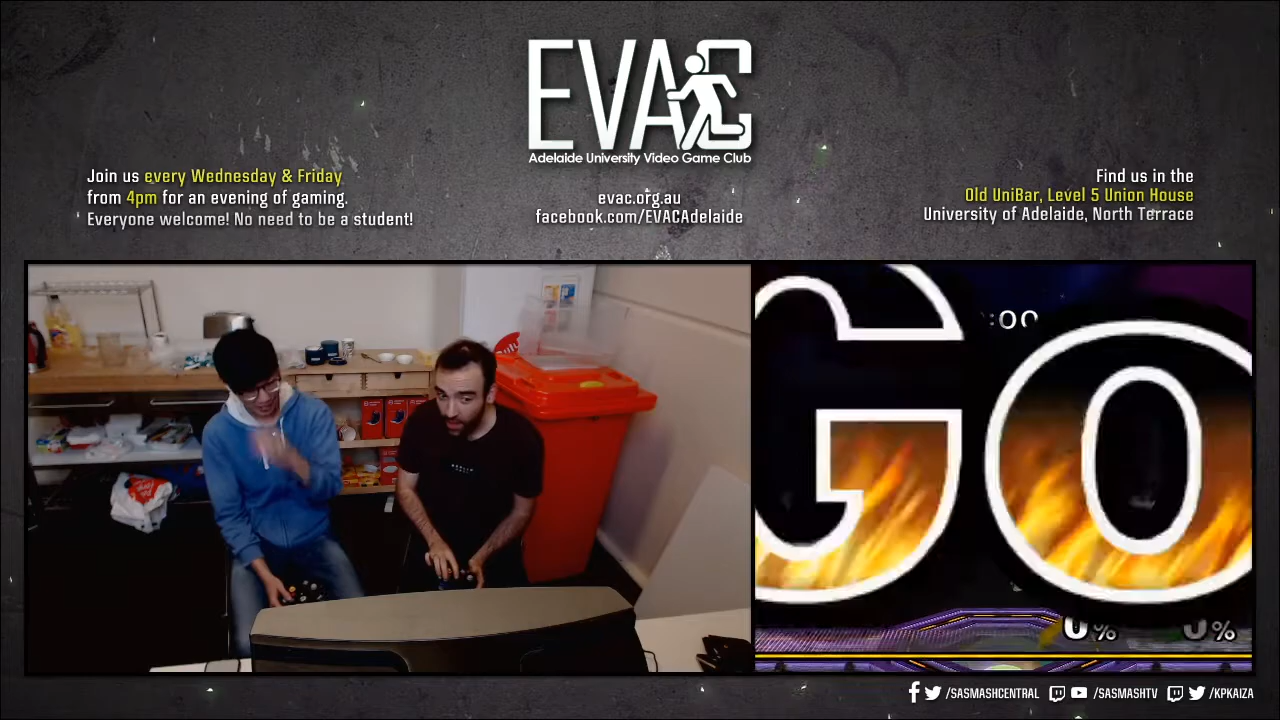 EVAC
Adelaide University Video Game Club
Join us every Wednesday & Friday
from 4pm for an evening of gaming.
Everyone welcome! No need to be a student!
evac.org.au
facebook.com/EVACAdelaide
Find us in the
Old UniBar, Level 5 Union House
University of Adelaide, North Terrace
:00
GO
0% 0%
/SASMASHCENTRAL /SASMASHTV /KPKAIZA